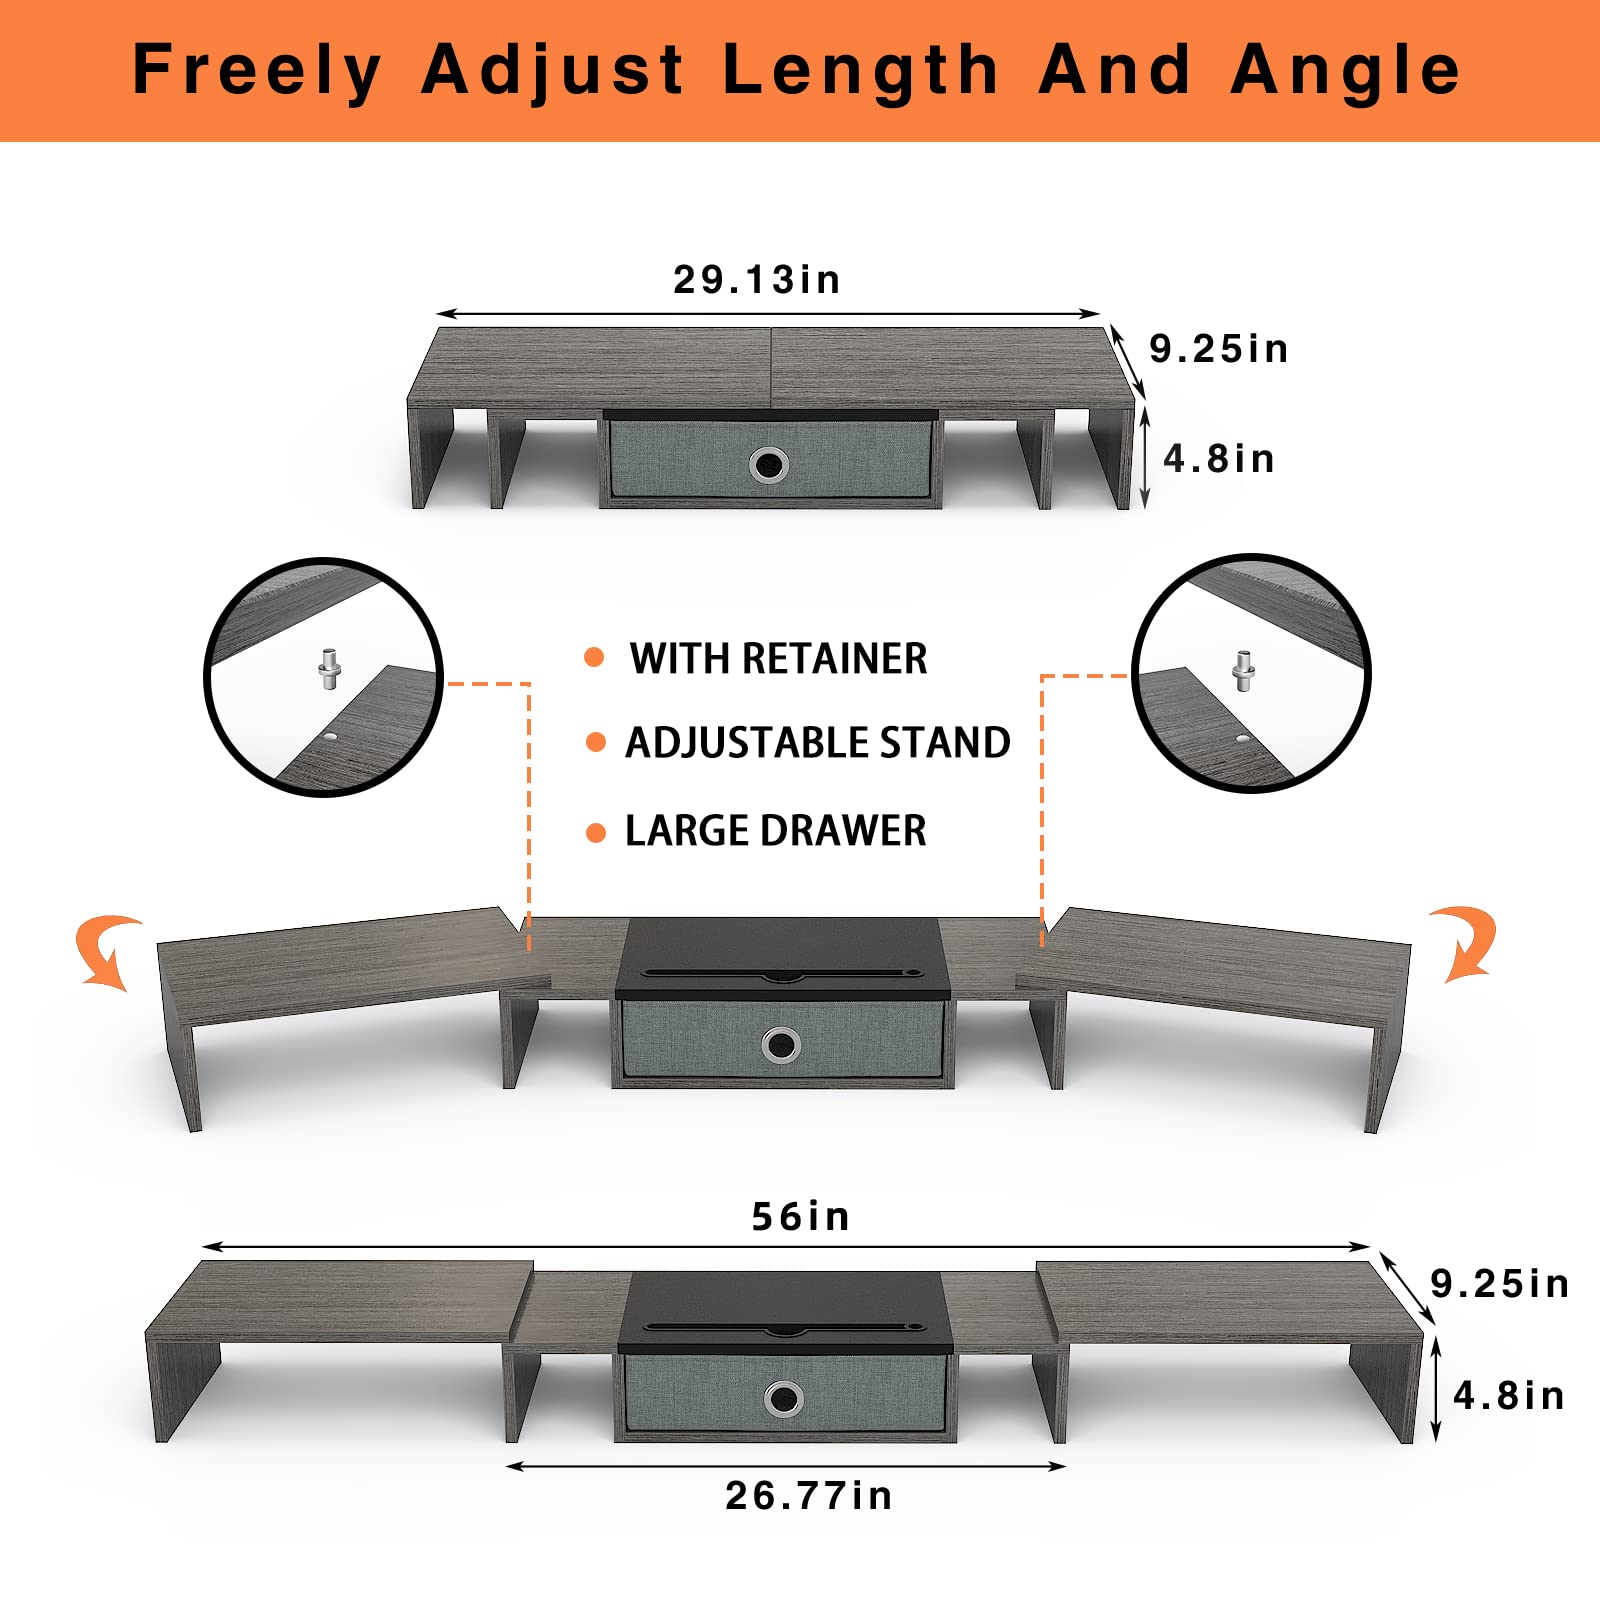 Freely Adjust Length And Angle
29.13in
9.25in
4.8in
WITH RETAINER
ADJUSTABLE STAND
LARGE DRAWER
56in
9.25in
4.8in
26.77in